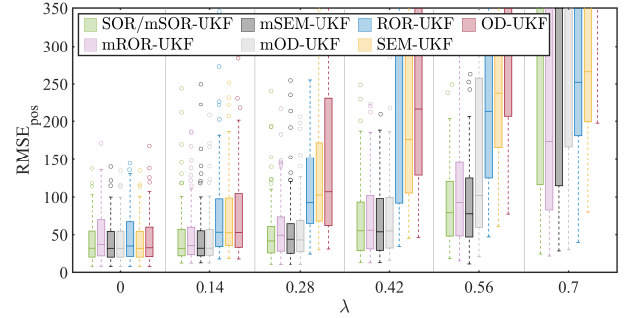 SOR/mSOR-UKF mSEM-UKF ROR-UKF OD-UKF
mROR-UKF mOD-UKF SEM-UKF
350
300
250
200
150
100
50
0
RMSEpos
0 0.14 0.28 0.42 0.56 0.7
λ